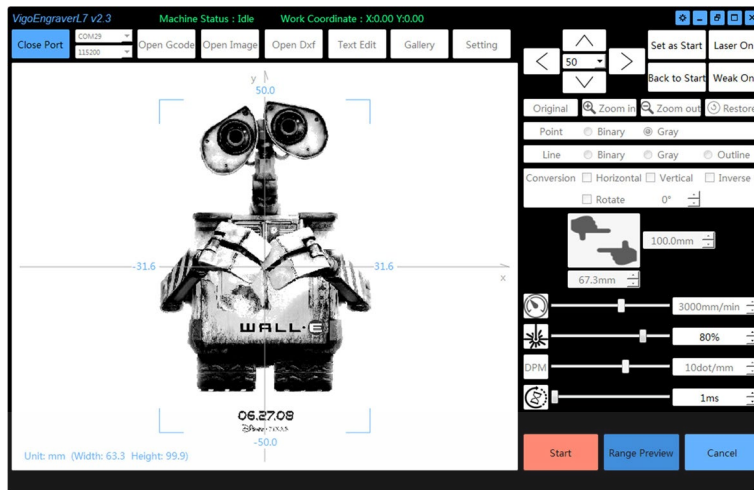 VigoEngraverL7 v2.3 Machine Status : Idle Work Coordinate : X:0.00 Y:0.00
Close Port COM29 Open Gcode Open Image Open Dxf Text Edit Gallery Setting
115200
Set as Start Laser On
50
Back to Start Weak On
Original Zoom in Zoom out Restore
Point Binary Gray
Line Binary Gray Outline
Conversion Horizontal Vertical Inverse
Rotate 0°
100.0mm
67.3mm
3000mm/min
80%
DPM 10dot/mm
1ms
Start Range Preview Cancel
y
50.0
-31.6 31.6
x
WALL·E
06.27.08
Disney·PIXAR
-50.0
Unit: mm (Width: 63.3 Height: 99.9)